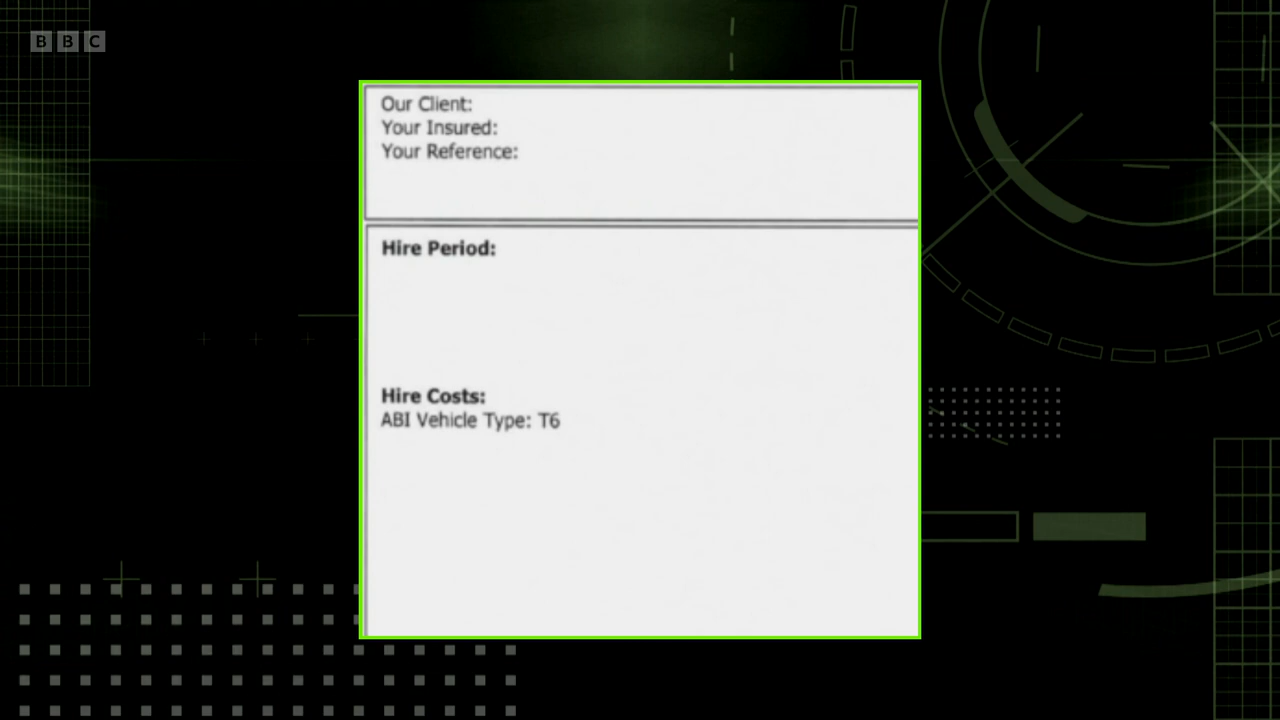 BBC
Our Client:
Your Insured:
Your Reference:
Hire Period:
Hire Costs:
ABI Vehicle Type: T6